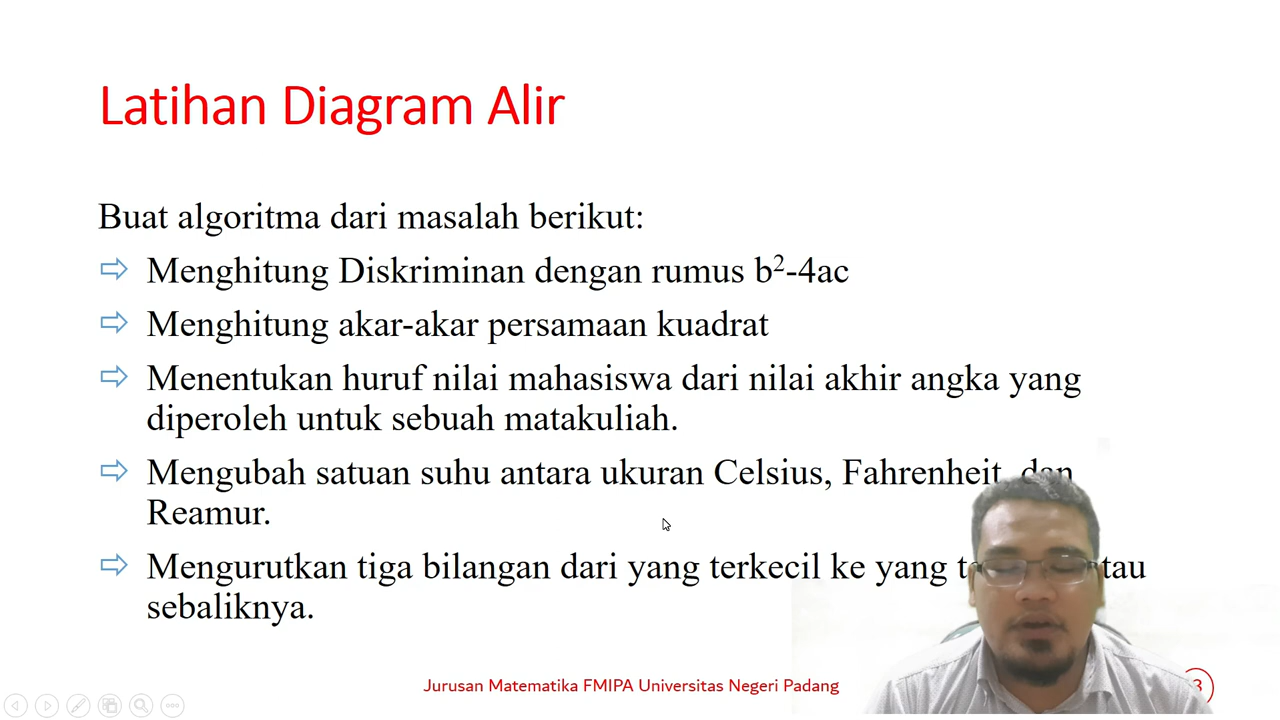 Latihan Diagram Alir
Buat algoritma dari masalah berikut:
⇨ Menghitung Diskriminan dengan rumus b²-4ac
⇨ Menghitung akar-akar persamaan kuadrat
⇨ Menentukan huruf nilai mahasiswa dari nilai akhir angka yang
diperoleh untuk sebuah matakuliah.
⇨ Mengubah satuan suhu antara ukuran Celsius, Fahrenheit, dan
Reamur.
⇨ Mengurutkan tiga bilangan dari yang terkecil ke yang
sebaliknya.
Jurusan Matematika FMIPA Universitas Negeri Padang